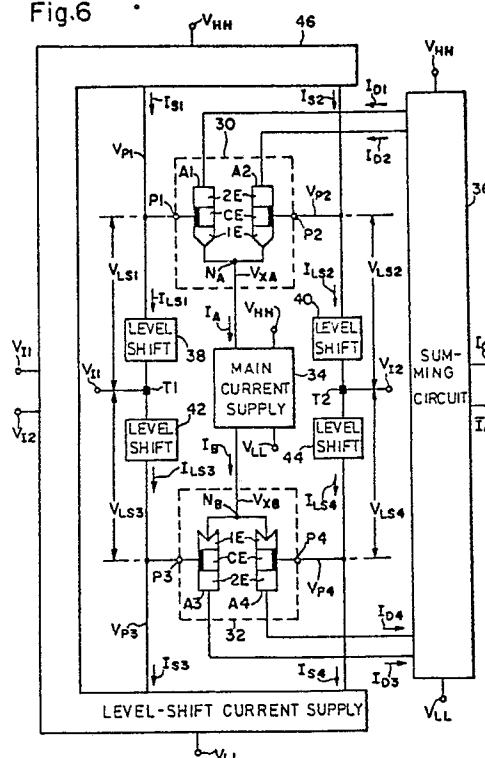 Fig.6
VHH
46
VHH
IS1
IS2
ID1
ID2
30
VP1
A1
A2
36
P1
2E
CE
1E
VP2
P2
VLS1
NA
VXA
ILS2
VLS2
ILS1
IA
VHH
40
LEVEL SHIFT
38
MAIN CURRENT SUPPLY
34
LEVEL SHIFT
VI1
VI1
T1
T2
VI2
SUMMING CIRCUIT
VI2
LEVEL SHIFT
42
LEVEL SHIFT
44
IB
VLL
ILS3
ILS4
VLS3
NB
VXB
VLS4
1E
CE
2E
P3
P4
A3
A4
VP4
VP3
32
ID4
ID3
IS3
IS4
VLL
LEVEL-SHIFT CURRENT SUPPLY
VLL